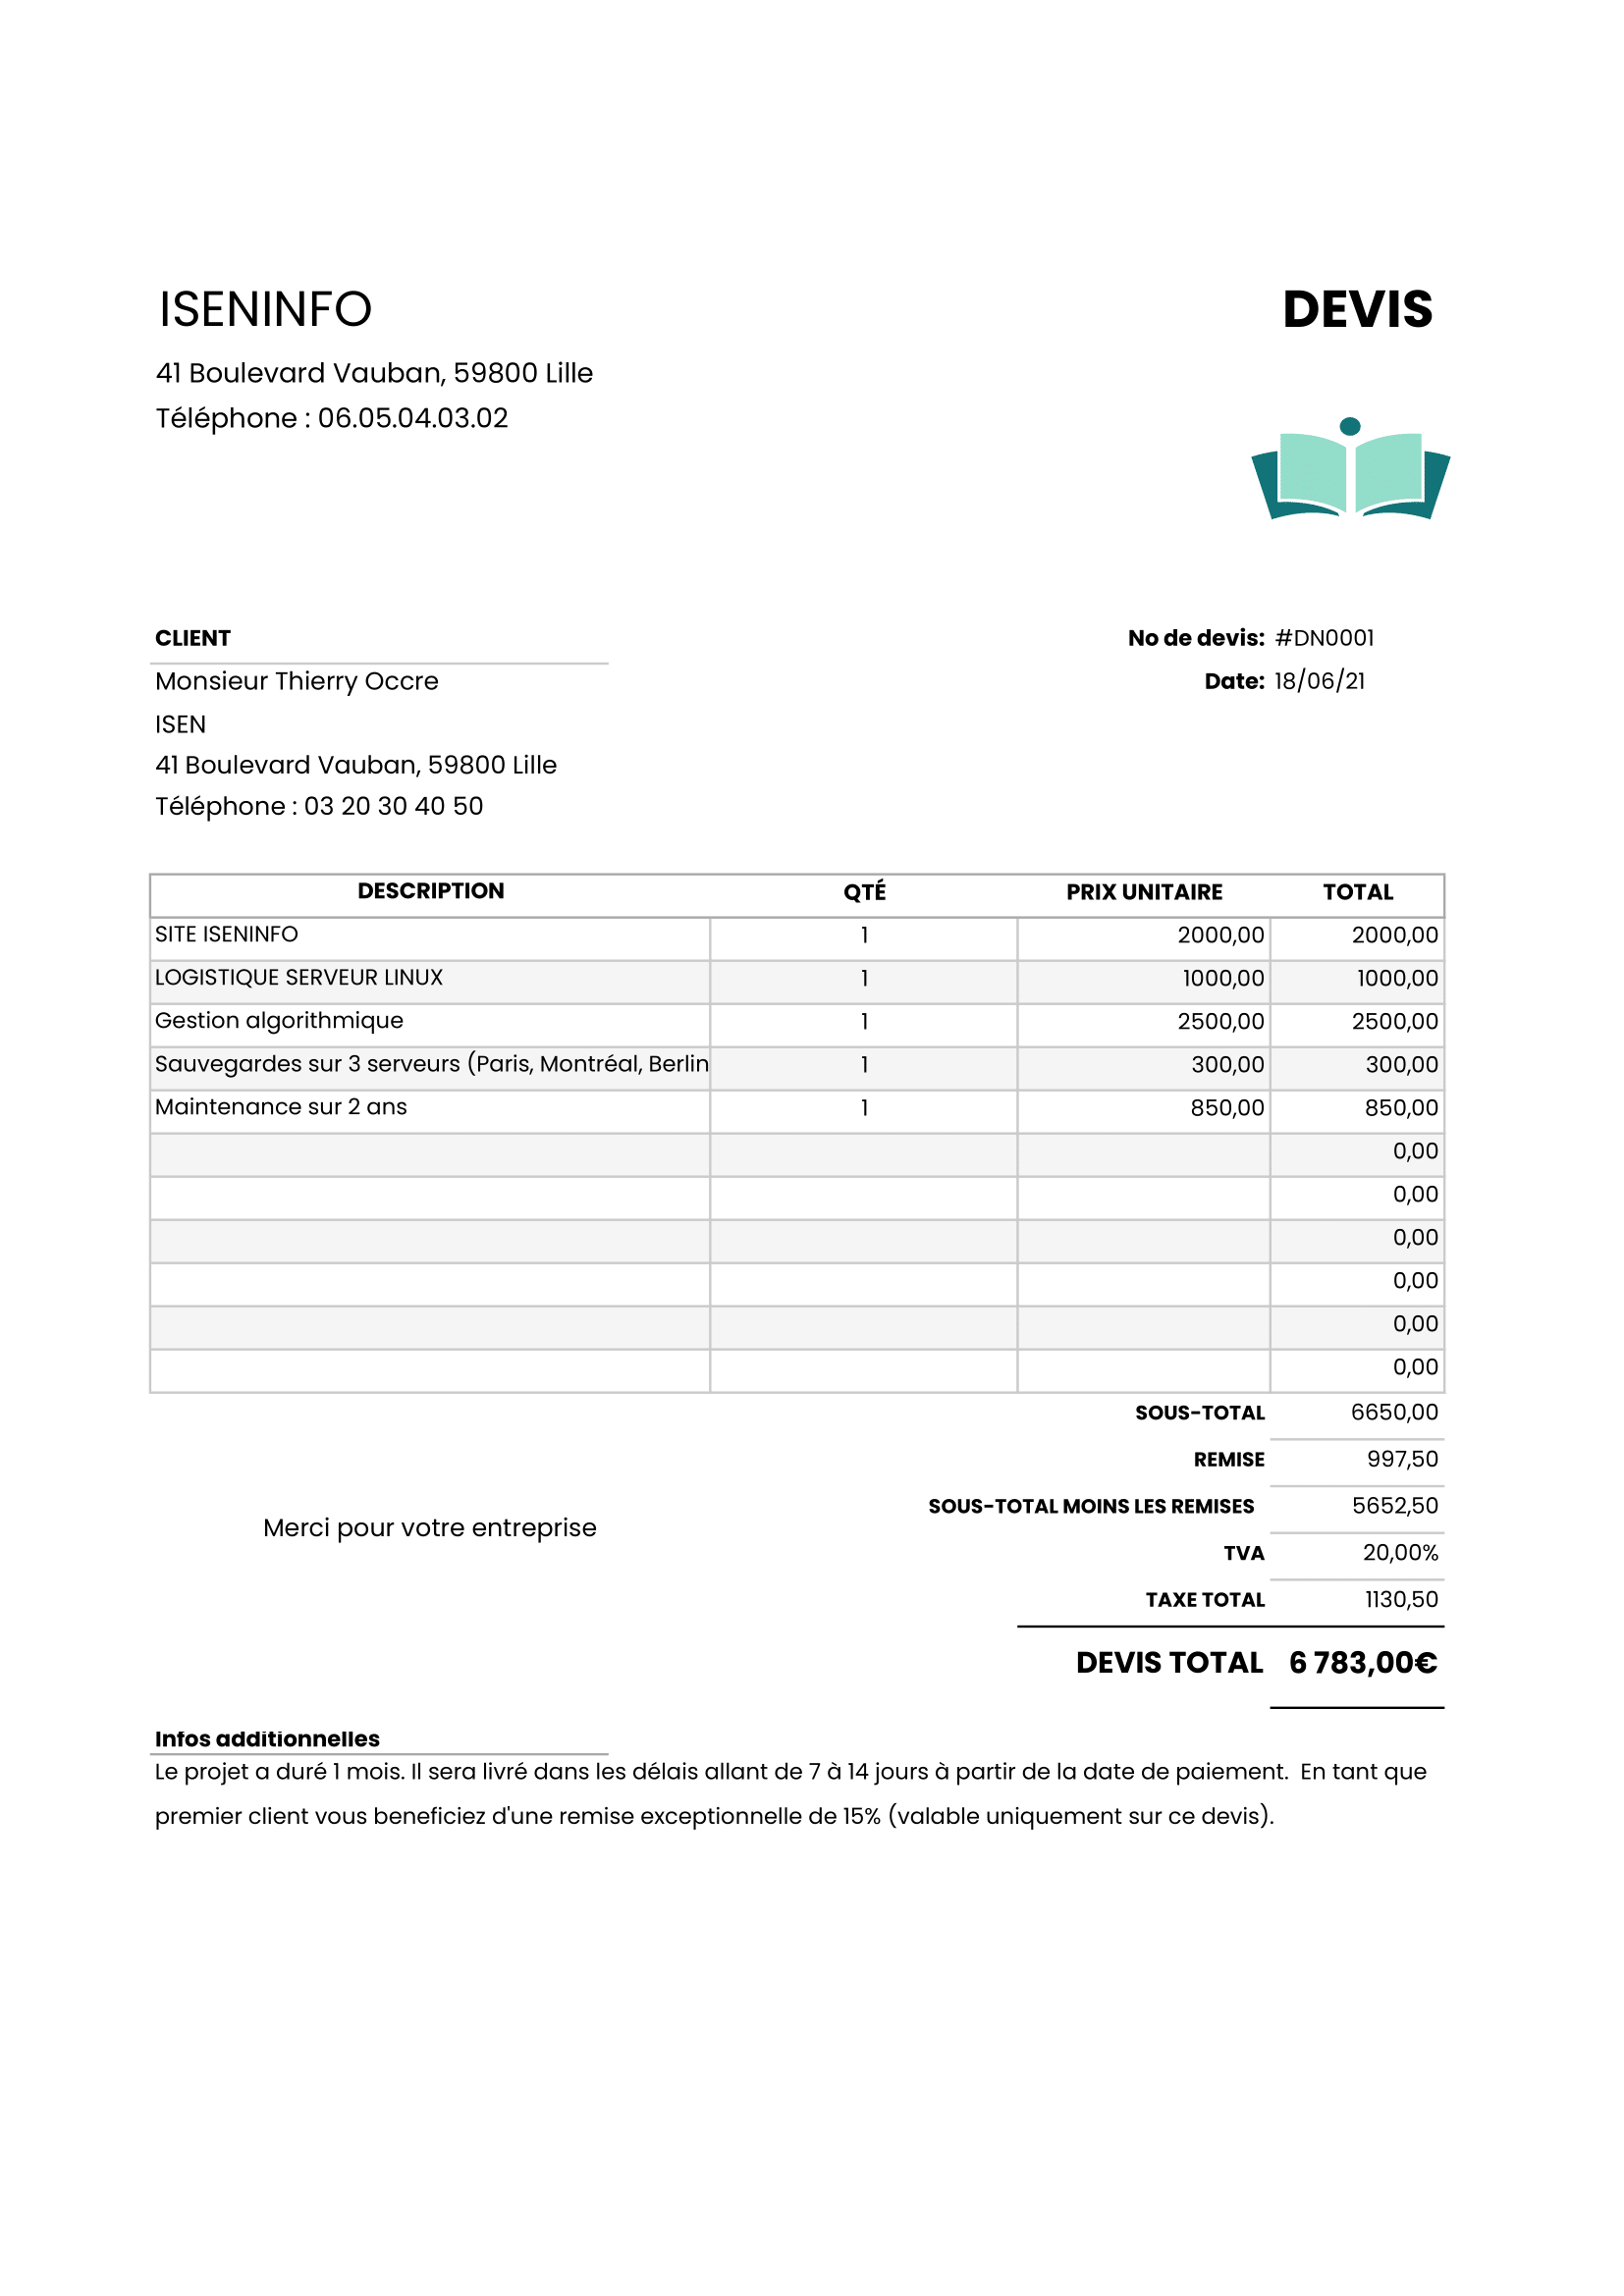 ISENINFO
DEVIS
41 Boulevard Vauban, 59800 Lille
Téléphone : 06.05.04.03.02
CLIENT
No de devis: #DN0001
Monsieur Thierry Occre
Date: 18/06/21
ISEN
41 Boulevard Vauban, 59800 Lille
Téléphone : 03 20 30 40 50
DESCRIPTION QTÉ PRIX UNITAIRE TOTAL
SITE ISENINFO 1 2000,00 2000,00
LOGISTIQUE SERVEUR LINUX 1 1000,00 1000,00
Gestion algorithmique 1 2500,00 2500,00
Sauvegardes sur 3 serveurs (Paris, Montréal, Berlin 1 300,00 300,00
Maintenance sur 2 ans 1 850,00 850,00
0,00
0,00
0,00
0,00
0,00
0,00
SOUS-TOTAL 6650,00
REMISE 997,50
SOUS-TOTAL MOINS LES REMISES 5652,50
Merci pour votre entreprise
TVA 20,00%
TAXE TOTAL 1130,50
DEVIS TOTAL 6 783,00€
Infos additionnelles
Le projet a duré 1 mois. Il sera livré dans les délais allant de 7 à 14 jours à partir de la date de paiement. En tant que
premier client vous beneficiez d'une remise exceptionnelle de 15% (valable uniquement sur ce devis).